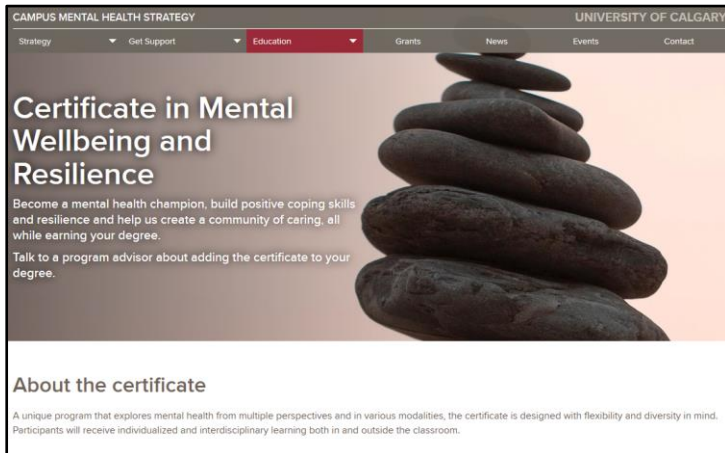 CAMPUS MENTAL HEALTH STRATEGY UNIVERSITY OF CALGARY
Strategy Get Support Education Grants News Events Contact
Certificate in Mental
Wellbeing and
Resilience
Become a mental health champion, build positive coping skills
and resilience and help us create a community of caring, all
while earning your degree.
Talk to a program advisor about adding the certificate to your
degree.
About the certificate
A unique program that explores mental health from multiple perspectives and in various modalities, the certificate is designed with flexibility and diversity in mind.
Participants will receive individualized and interdisciplinary learning both in and outside the classroom.